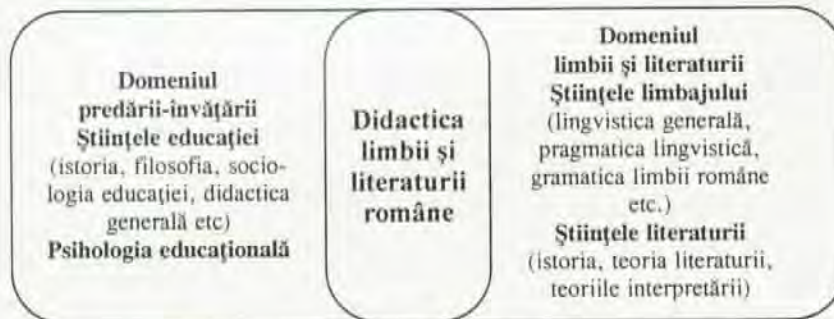 Domeniul
predării-învăţării
Ştiinţele educaţiei
(istoria, filosofia, socio-
logia educaţiei, didactica
generală etc)
Psihologia educaţională
Didactica
limbii şi
literaturii
române
Domeniul
limbii şi literaturii
Ştiinţele limbajului
(lingvistica generală,
pragmatica lingvistică,
gramatica limbii române
etc.)
Ştiinţele literaturii
(istoria, teoria literaturii,
teoriile interpretării)